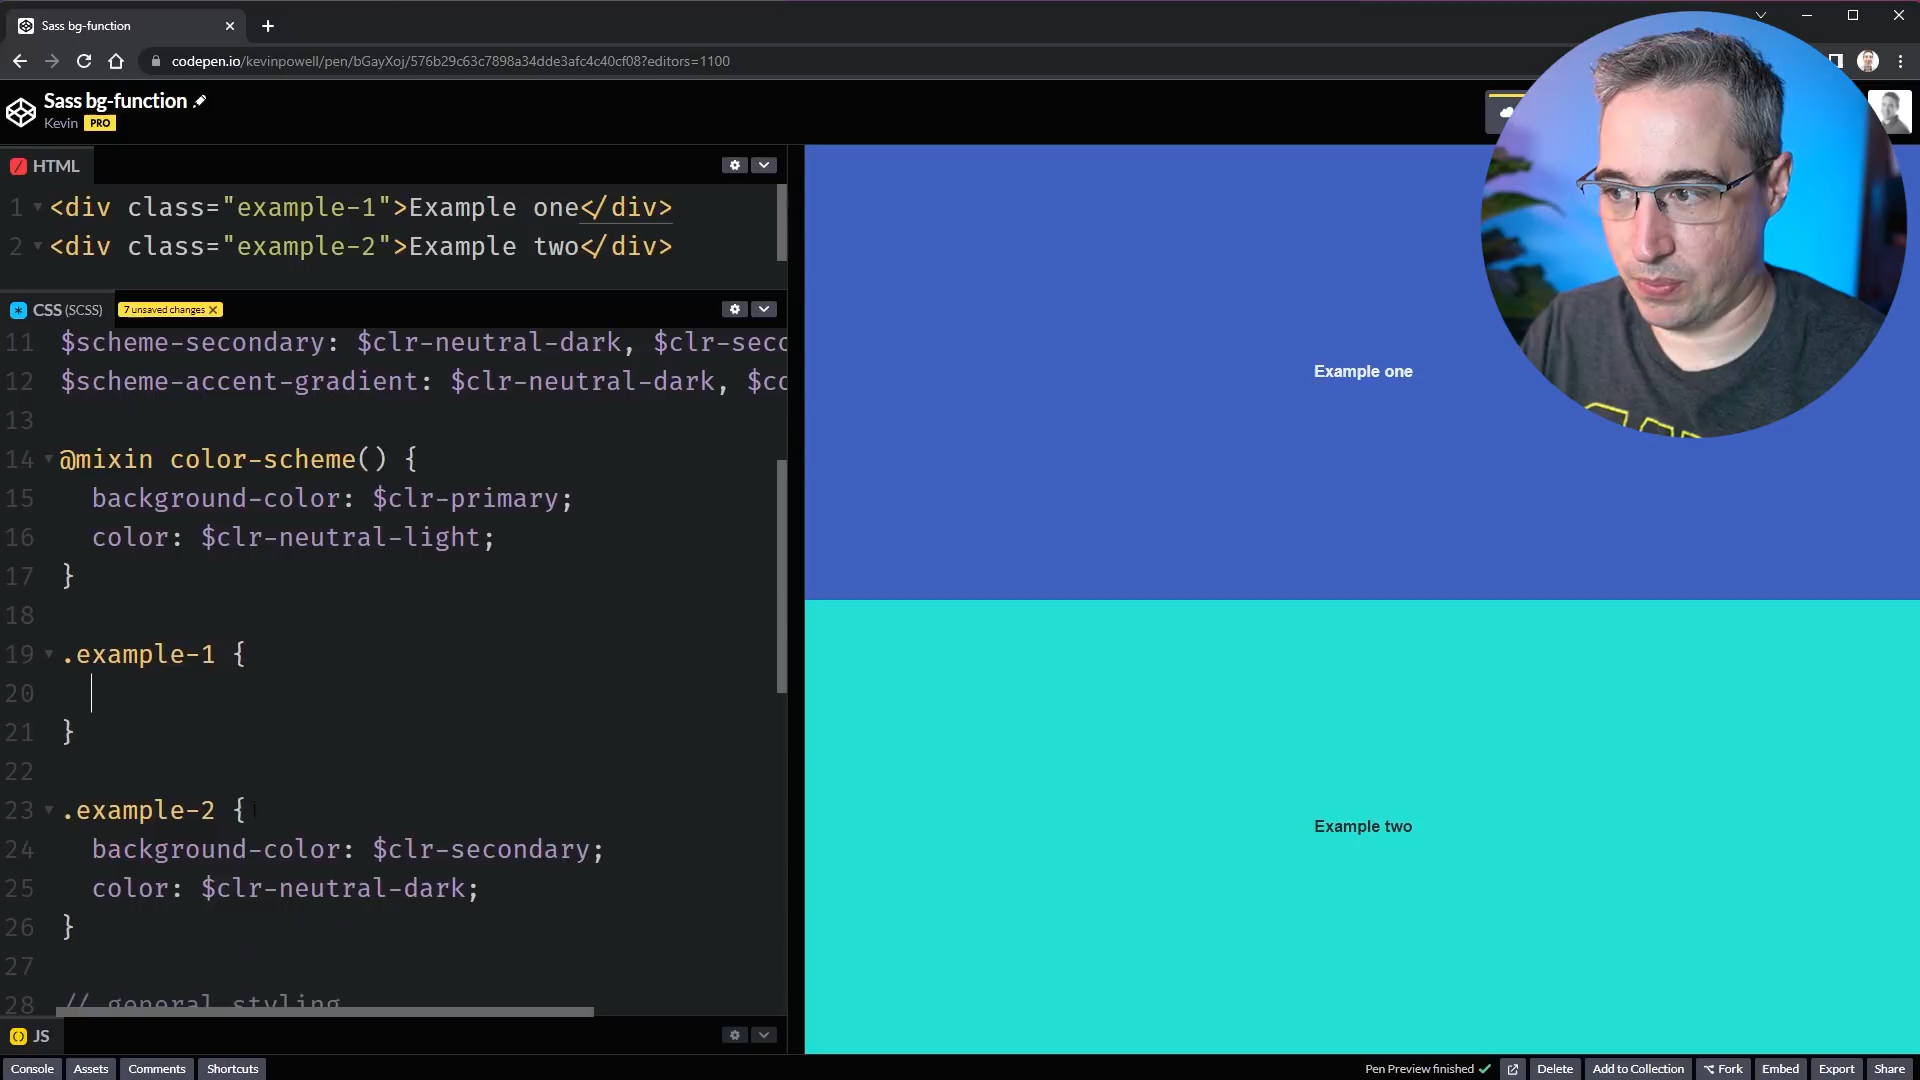 Sass bg-function
codepen.io/kevinpowell/pen/bGayXoj/576b29c63c7898a34dde3afc4c40cf08?editors=1100
Sass bg-function
Kevin PRO
HTML
1 <div class="example-1">Example one</div>
2 <div class="example-2">Example two</div>
CSS (SCSS) 7 unsaved changes X
11 $scheme-secondary: $clr-neutral-dark, $clr-secc
12 $scheme-accent-gradient: $clr-neutral-dark, $cc
13
14 @mixin color-scheme() {
15 background-color: $clr-primary;
16 color: $clr-neutral-light;
17 }
18
19 .example-1 {
20
21 }
22
23 .example-2 {
24 background-color: $clr-secondary;
25 color: $clr-neutral-dark;
26 }
27
28 // general styling
JS
Example one
Example two
Console Assets Comments Shortcuts
Pen Preview finished Delete Add to Collection Fork Embed Export Share